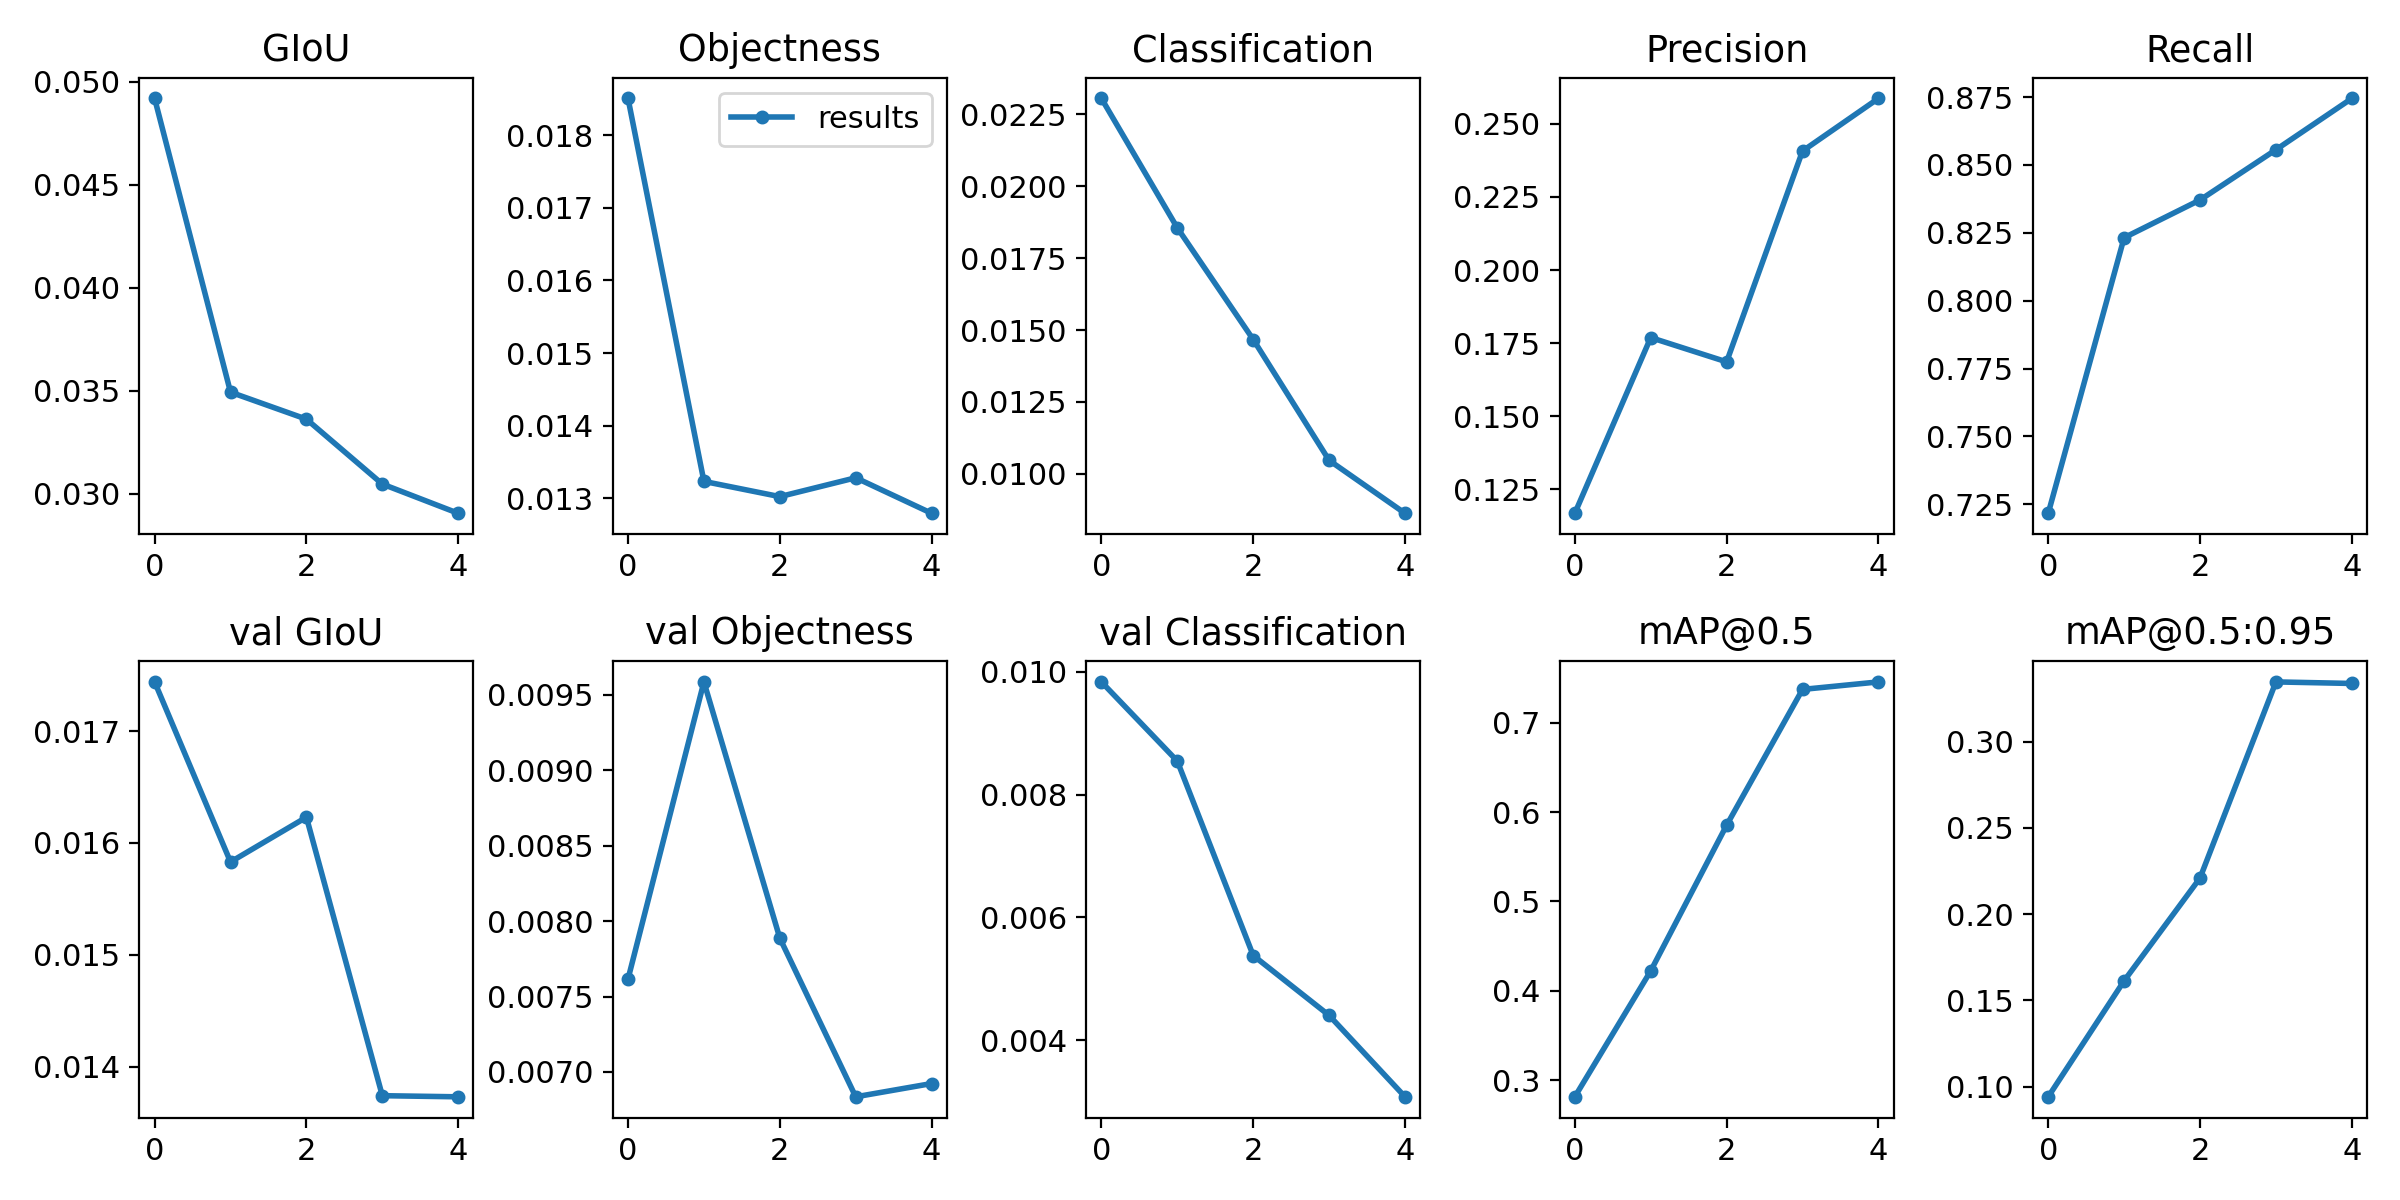 GIoU
0.050
0.045
0.040
0.035
0.030
0 2 4
Objectness
results
0.018
0.017
0.016
0.015
0.014
0.013
0 2 4
Classification
0.0225
0.0200
0.0175
0.0150
0.0125
0.0100
0 2 4
Precision
0.250
0.225
0.200
0.175
0.150
0.125
0 2 4
Recall
0.875
0.850
0.825
0.800
0.775
0.750
0.725
0 2 4
val GIoU
0.017
0.016
0.015
0.014
0 2 4
val Objectness
0.0095
0.0090
0.0085
0.0080
0.0075
0.0070
0 2 4
val Classification
0.010
0.008
0.006
0.004
0 2 4
mAP@0.5
0.7
0.6
0.5
0.4
0.3
0 2 4
mAP@0.5:0.95
0.30
0.25
0.20
0.15
0.10
0 2 4